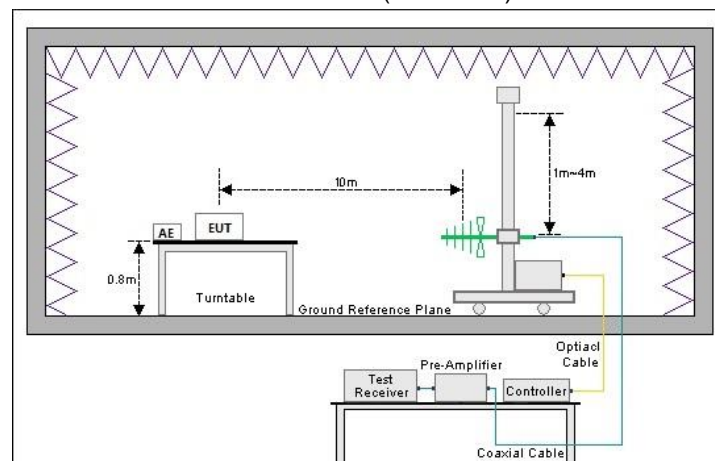 10m
1m~4m
AE
EUT
0.8m
Turntable
Ground Reference Plane
Optiacl
Cable
Pre-Amplifier
Test
Receiver
Controller
Coaxial Cable